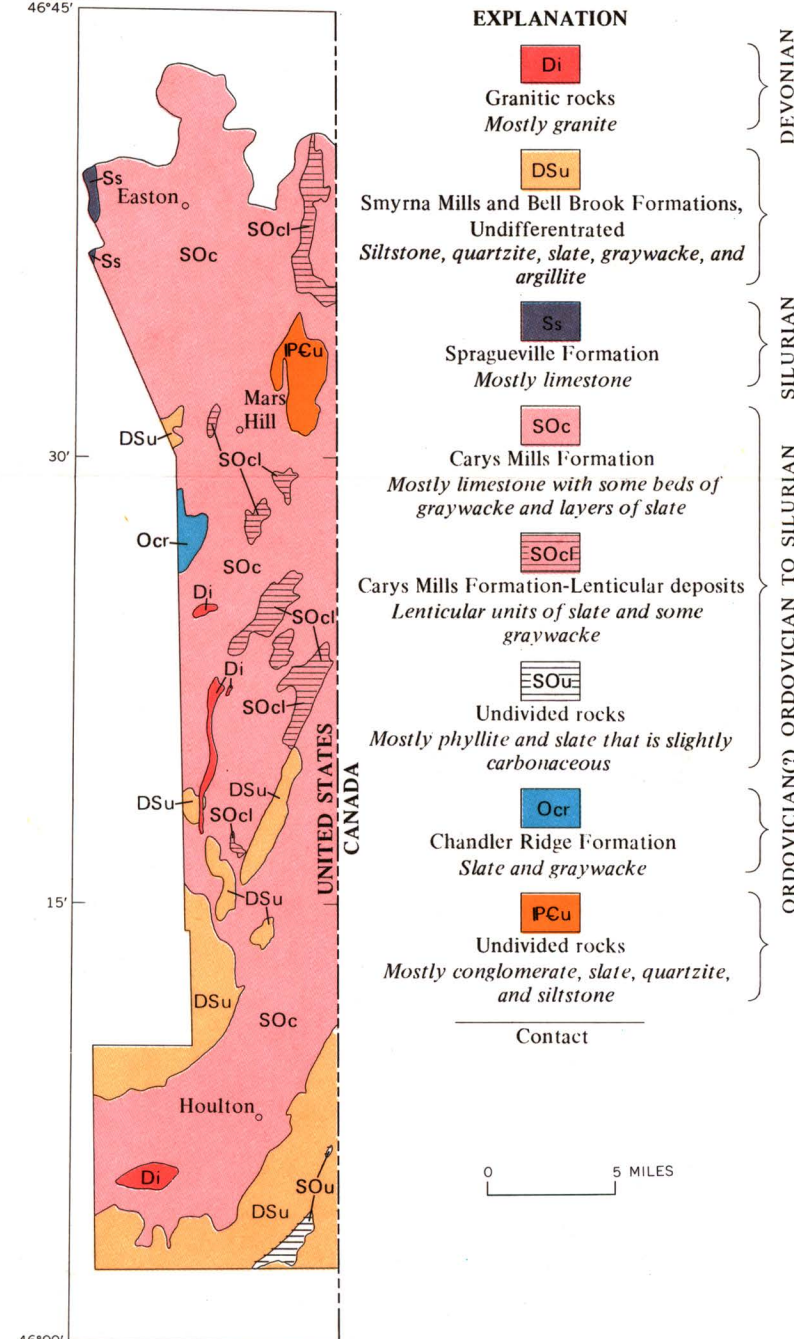 46°45′
EXPLANATION
Di
Granitic rocks
Mostly granite
DEVONIAN
DSu
Smyrna Mills and Bell Brook Formations,
Undifferentrated
Siltstone, quartzite, slate, graywacke, and
argillite
Ss
Spragueville Formation
Mostly limestone
SILURIAN
SOc
Carys Mills Formation
Mostly limestone with some beds of
graywacke and layers of slate
SOcl
Carys Mills Formation-Lenticular deposits
Lenticular units of slate and some
graywacke
SOu
Undivided rocks
Mostly phyllite and slate that is slightly
carbonaceous
ORDOVICIAN TO SILURIAN
Ocr
Chandler Ridge Formation
Slate and graywacke
ORDOVICIAN(?)
IPЄu
Undivided rocks
Mostly conglomerate, slate, quartzite,
and siltstone
Contact
0 5 MILES
Ss
Easton
SOcl
Ss
SOc
IPЄu
Mars
Hill
DSu
SOcl
30′
Ocr
SOc
Di
SOcl
Di
SOcl
DSu
DSu
SOcl
UNITED STATES
CANADA
15′
DSu
DSu
SOc
Houlton
Di
SOu
DSu
46°00′